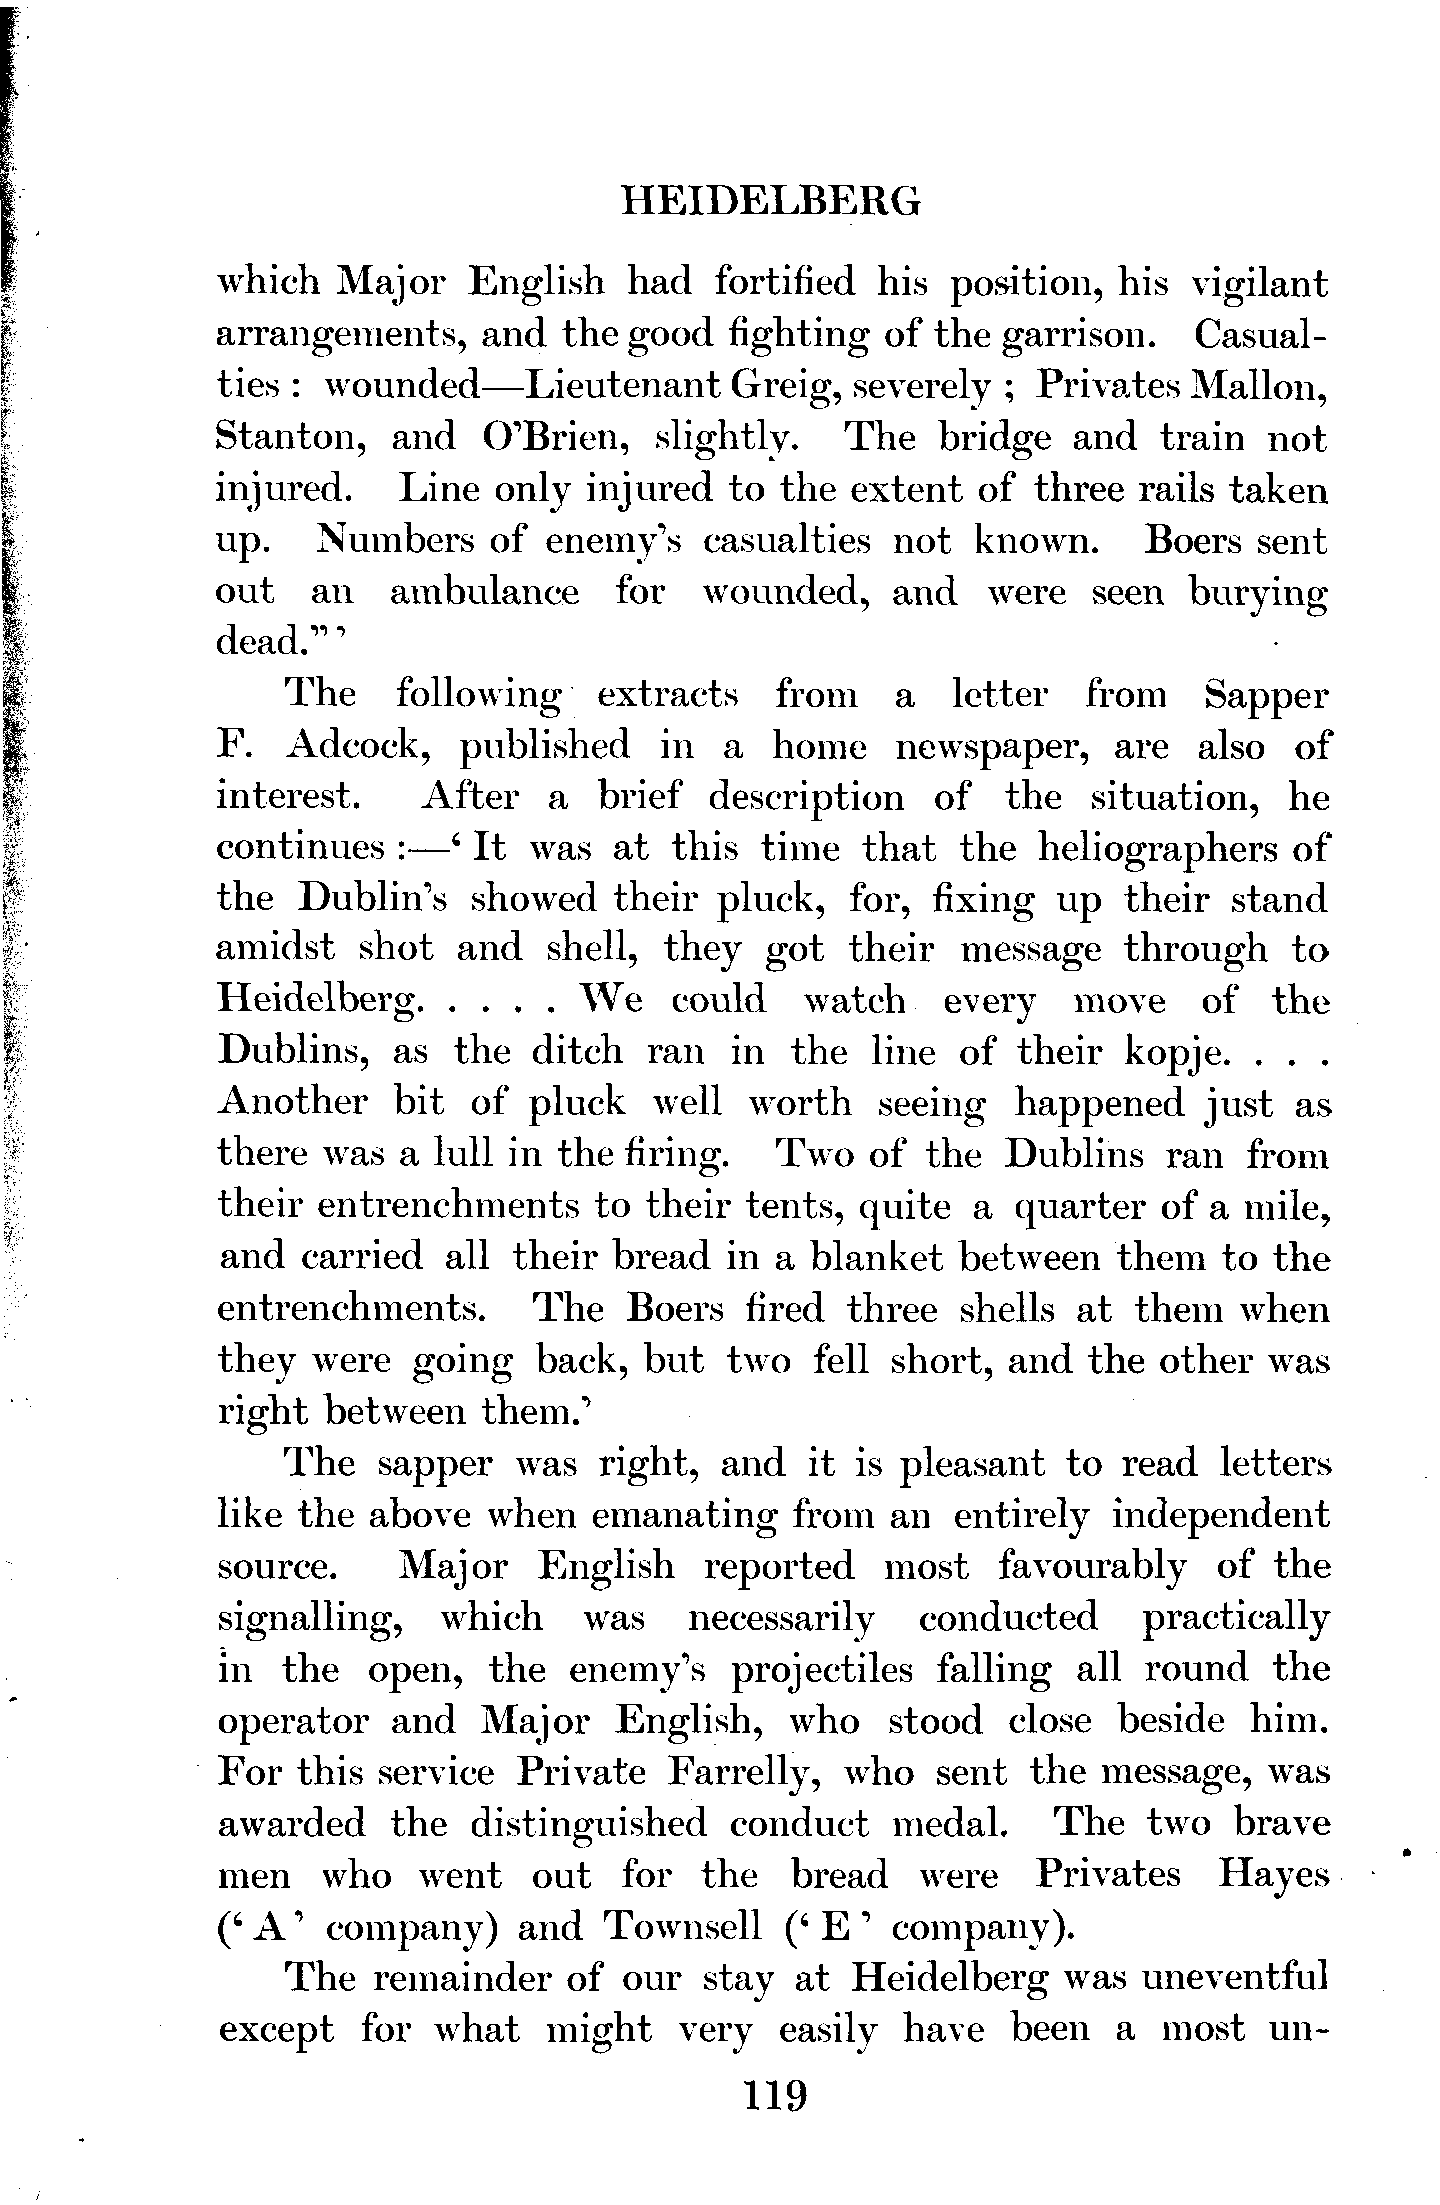 HEIDELBERG
which Major English had fortified his position, his vigilant
arrangements, and the good fighting of the garrison. Casual-
ties : wounded—Lieutenant Greig, severely ; Privates Mallon,
Stanton, and O'Brien, slightly. The bridge and train not
injured. Line only injured to the extent of three rails taken
up. Numbers of enemy's casualties not known. Boers sent
out an ambulance for wounded, and were seen burying
dead." '
The following extracts from a letter from Sapper
F. Adcock, published in a home newspaper, are also of
interest. After a brief description of the situation, he
continues :—' It was at this time that the heliographers of
the Dublin's showed their pluck, for, fixing up their stand
amidst shot and shell, they got their message through to
Heidelberg. . . . . We could watch every move of the
Dublins, as the ditch ran in the line of their kopje. . . .
Another bit of pluck well worth seeing happened just as
there was a lull in the firing. Two of the Dublins ran from
their entrenchments to their tents, quite a quarter of a mile,
and carried all their bread in a blanket between them to the
entrenchments. The Boers fired three shells at them when
they were going back, but two fell short, and the other was
right between them.'
The sapper was right, and it is pleasant to read letters
like the above when emanating from an entirely independent
source. Major English reported most favourably of the
signalling, which was necessarily conducted practically
in the open, the enemy's projectiles falling all round the
operator and Major English, who stood close beside him.
For this service Private Farrelly, who sent the message, was
awarded the distinguished conduct medal. The two brave
men who went out for the bread were Privates Hayes
(' A ' company) and Townsell (' E ' company).
The remainder of our stay at Heidelberg was uneventful
except for what might very easily have been a most un-
119